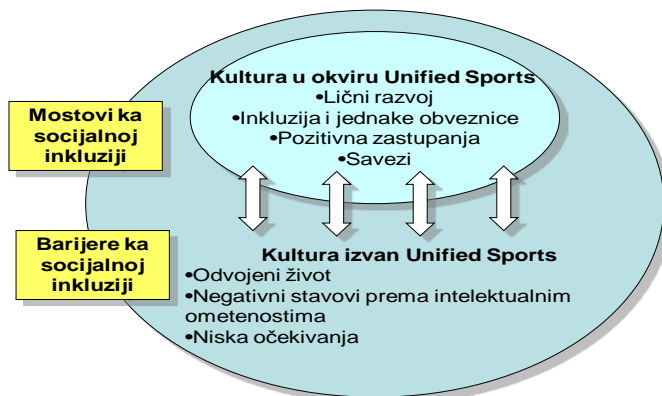 Kultura u okviru Unified Sports
•Lični razvoj
•Inkluzija i jednake obveznice
•Pozitivna zastupanja
•Savezi
Mostovi ka
socijalnoj
inkluziji
Barijere ka
socijalnoj
inkluziji
Kultura izvan Unified Sports
•Odvojeni život
•Negativni stavovi prema intelektualnim
ometenostima
•Niska očekivanja